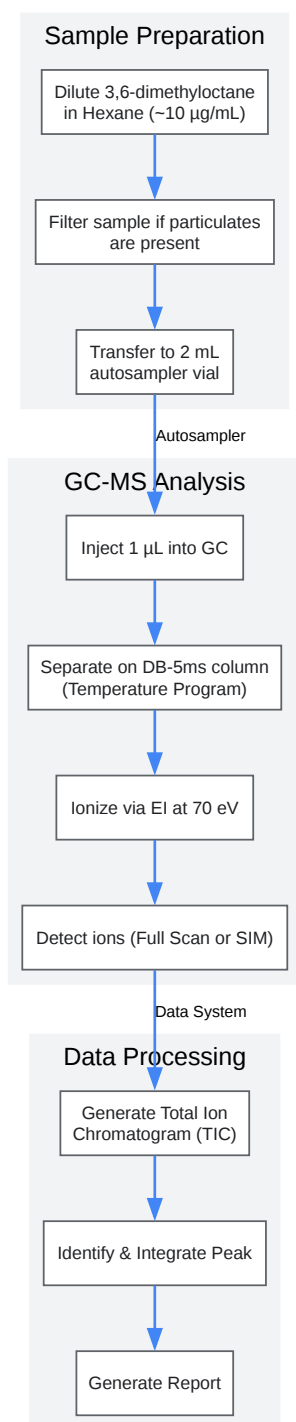 Sample Preparation
Dilute 3,6-dimethyloctane
in Hexane (~10 µg/mL)
Filter sample if particulates
are present
Transfer to 2 mL
autosampler vial
Autosampler
GC-MS Analysis
Inject 1 µL into GC
Separate on DB-5ms column
(Temperature Program)
Ionize via EI at 70 eV
Detect ions (Full Scan or SIM)
Data System
Data Processing
Generate Total Ion
Chromatogram (TIC)
Identify & Integrate Peak
Generate Report